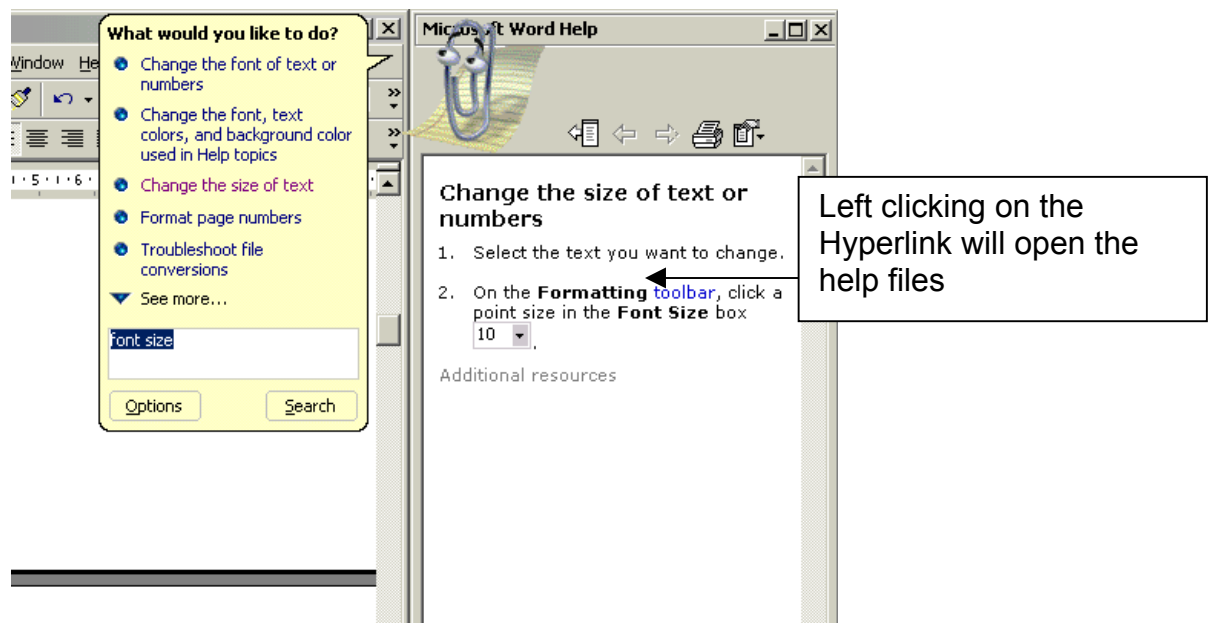 What would you like to do?
Change the font of text or
numbers
Change the font, text
colors, and background color
used in Help topics
Change the size of text
Format page numbers
Troubleshoot file
conversions
See more...
font size
Options
Search
Window He
5 6
Microsoft Word Help
Change the size of text or
numbers
1. Select the text you want to change.
2. On the Formatting toolbar, click a
point size in the Font Size box
10 .
Additional resources
Left clicking on the
Hyperlink will open the
help files